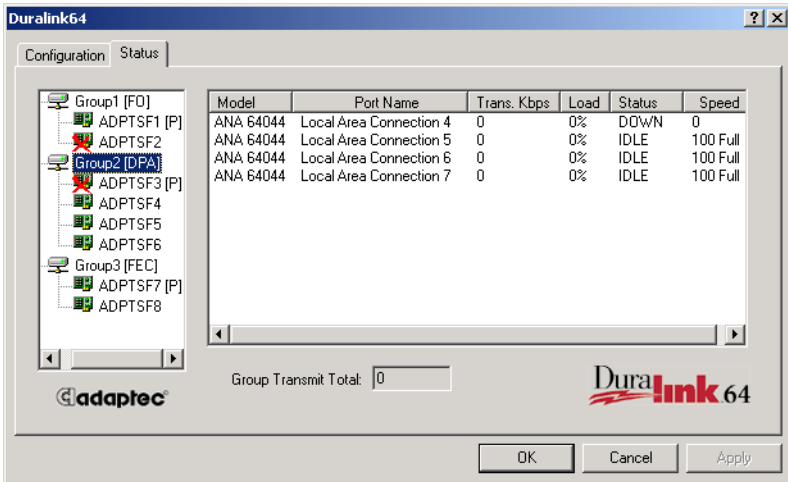 Duralink64
Configuration Status
Group1 [FO]
ADPTSF1 [P]
ADPTSF2
Group2 [DPA]
ADPTSF3 [P]
ADPTSF4
ADPTSF5
ADPTSF6
Group3 [FEC]
ADPTSF7 [P]
ADPTSF8
Model Port Name Trans. Kbps Load Status Speed
ANA 64044 Local Area Connection 4 0 0% DOWN 0
ANA 64044 Local Area Connection 5 0 0% IDLE 100 Full
ANA 64044 Local Area Connection 6 0 0% IDLE 100 Full
ANA 64044 Local Area Connection 7 0 0% IDLE 100 Full
Group Transmit Total: 0
adaptec
Duralink64
OK Cancel Apply